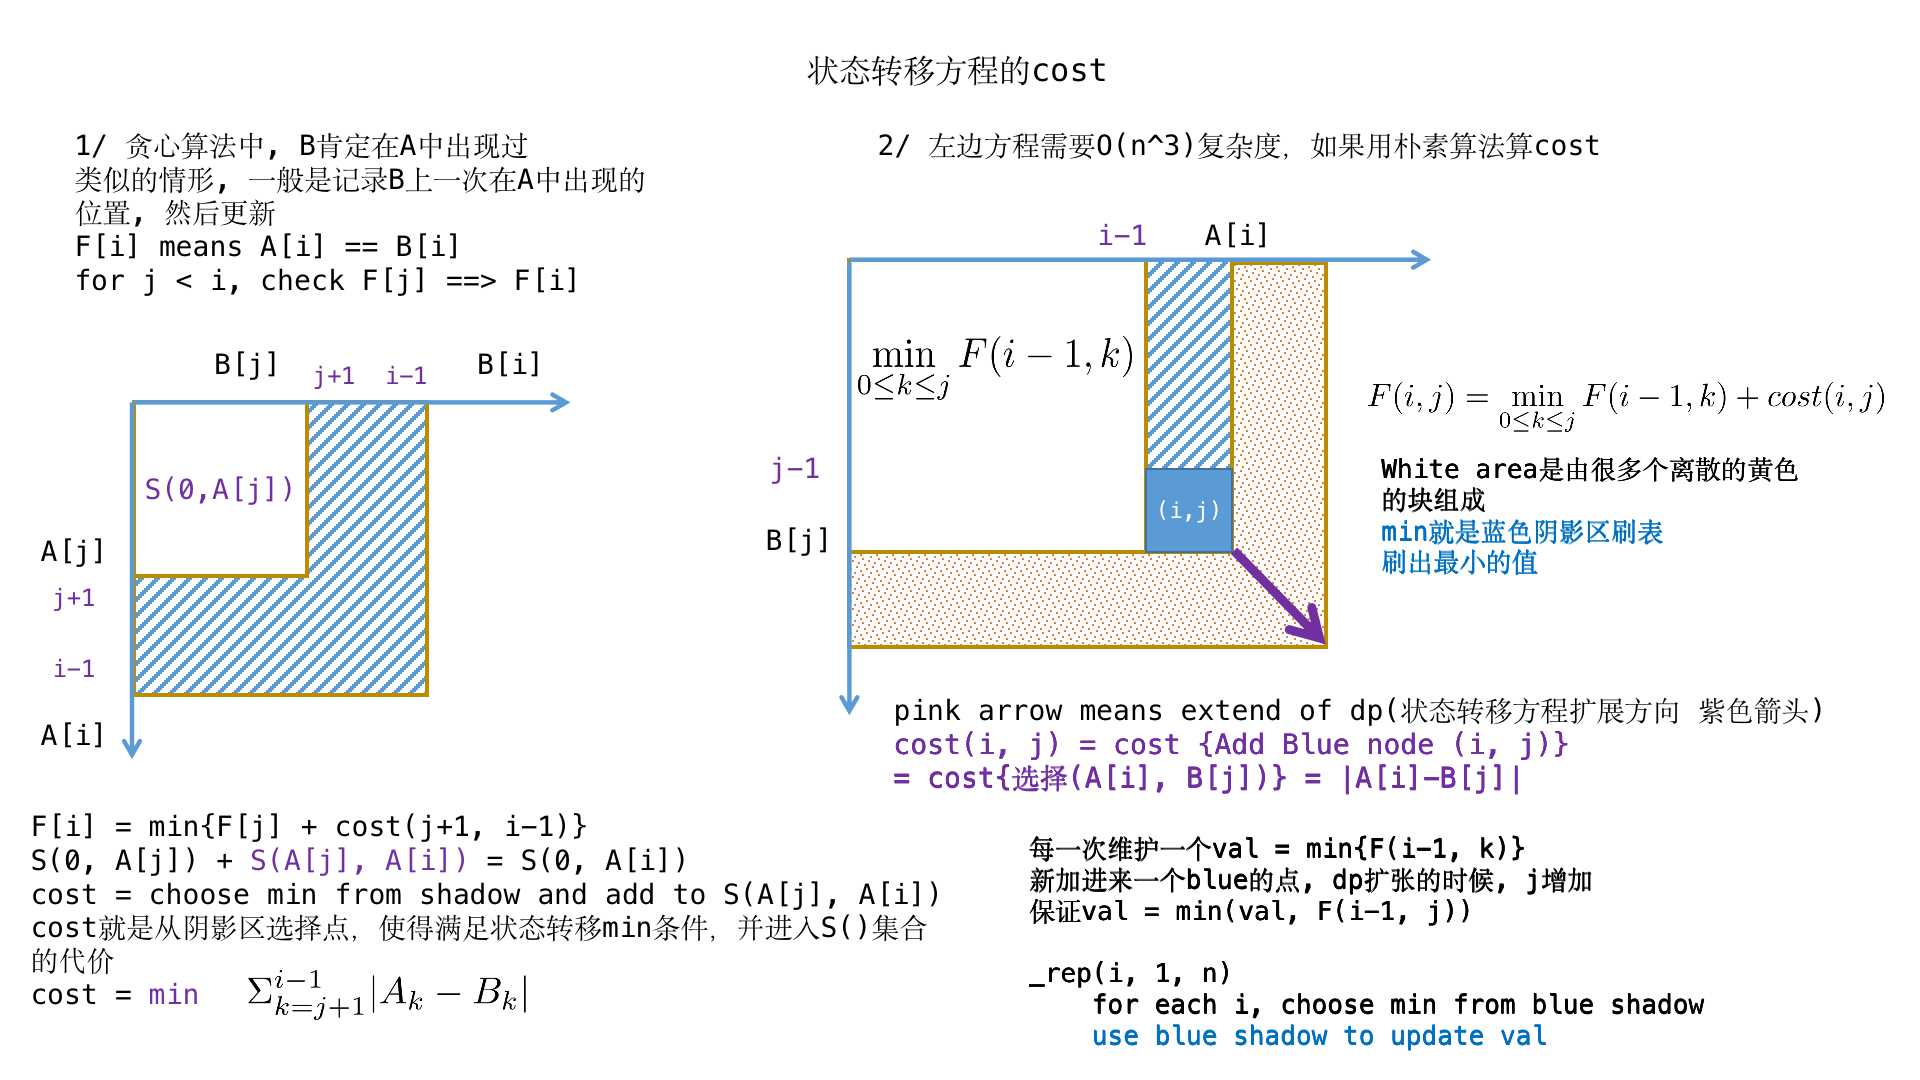 状态转移方程的cost
1/ 贪心算法中, B肯定在A中出现过
类似的情形, 一般是记录B上一次在A中出现的
位置, 然后更新
F[i] means A[i] == B[i]
for j < i, check F[j] ==> F[i]
B[j]
j+1
i-1
B[i]
S(0,A[j])
A[j]
j+1
i-1
A[i]
F[i] = min{F[j] + cost(j+1, i-1)}
S(0, A[j]) + S(A[j], A[i]) = S(0, A[i])
cost = choose min from shadow and add to S(A[j], A[i])
cost就是从阴影区选择点, 使得满足状态转移min条件, 并进入S()集合
的代价
cost = min Σ_{k=j+1}^{i-1}|A_k − B_k|
2/ 左边方程需要O(n^3)复杂度, 如果用朴素算法算cost
i-1
A[i]
min_{0≤k≤j} F(i − 1, k)
j-1
(i,j)
B[j]
F(i, j) = min_{0≤k≤j} F(i − 1, k) + cost(i, j)
White area是由很多个离散的黄色
的块组成
min就是蓝色阴影区刷表
刷出最小的值
pink arrow means extend of dp(状态转移方程扩展方向 紫色箭头)
cost(i, j) = cost {Add Blue node (i, j)}
= cost{选择(A[i], B[j])} = |A[i]-B[j]|
每一次维护一个val = min{F(i-1, k)}
新加进来一个blue的点, dp扩张的时候, j增加
保证val = min(val, F(i-1, j))
_rep(i, 1, n)
for each i, choose min from blue shadow
use blue shadow to update val